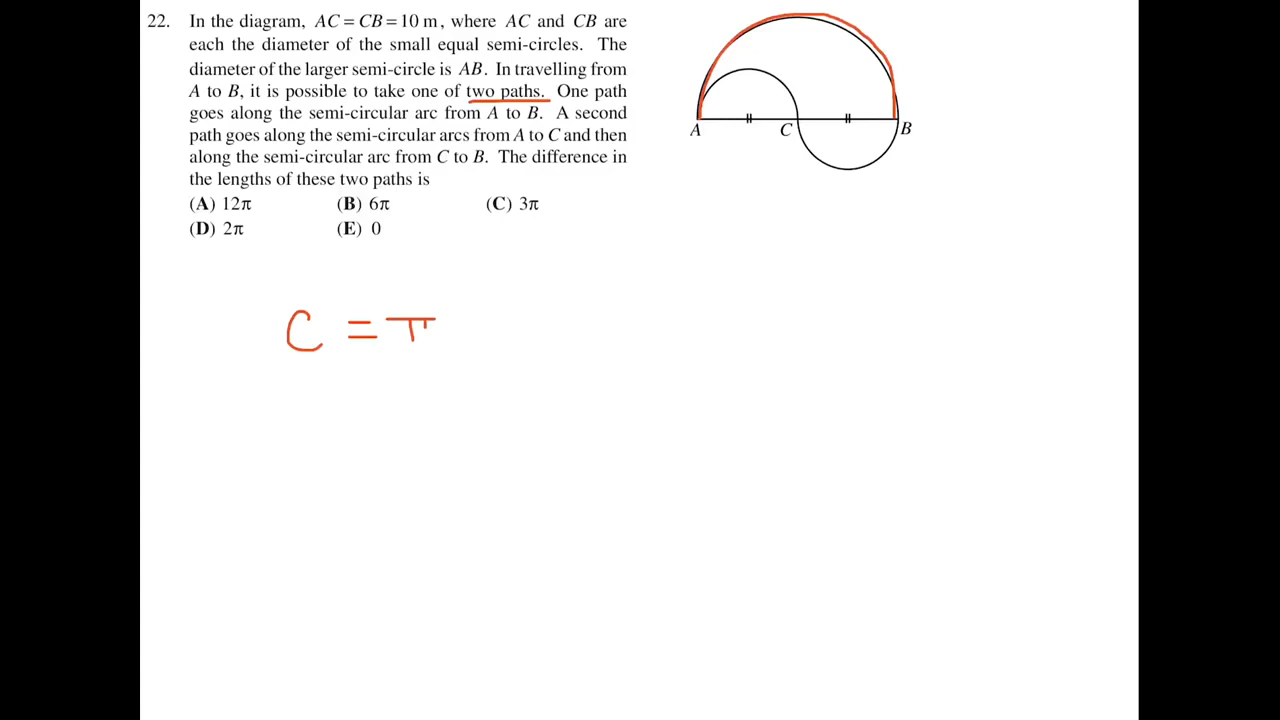 22. In the diagram, AC = CB = 10 m, where AC and CB are
each the diameter of the small equal semi-circles. The
diameter of the larger semi-circle is AB. In travelling from
A to B, it is possible to take one of two paths. One path
goes along the semi-circular arc from A to B. A second
path goes along the semi-circular arcs from A to C and then
along the semi-circular arc from C to B. The difference in
the lengths of these two paths is
(A) 12π (B) 6π (C) 3π
(D) 2π (E) 0
A C B
C = π